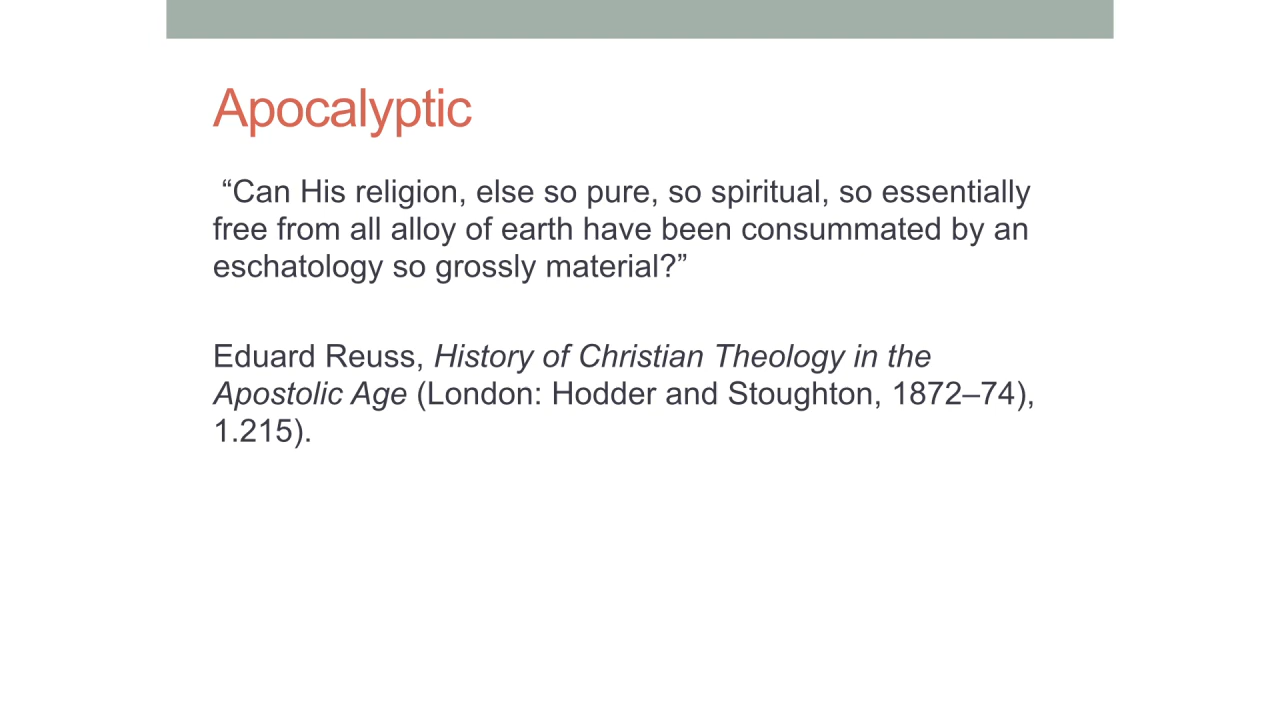 Apocalyptic
“Can His religion, else so pure, so spiritual, so essentially
free from all alloy of earth have been consummated by an
eschatology so grossly material?”
Eduard Reuss, History of Christian Theology in the
Apostolic Age (London: Hodder and Stoughton, 1872–74),
1.215).